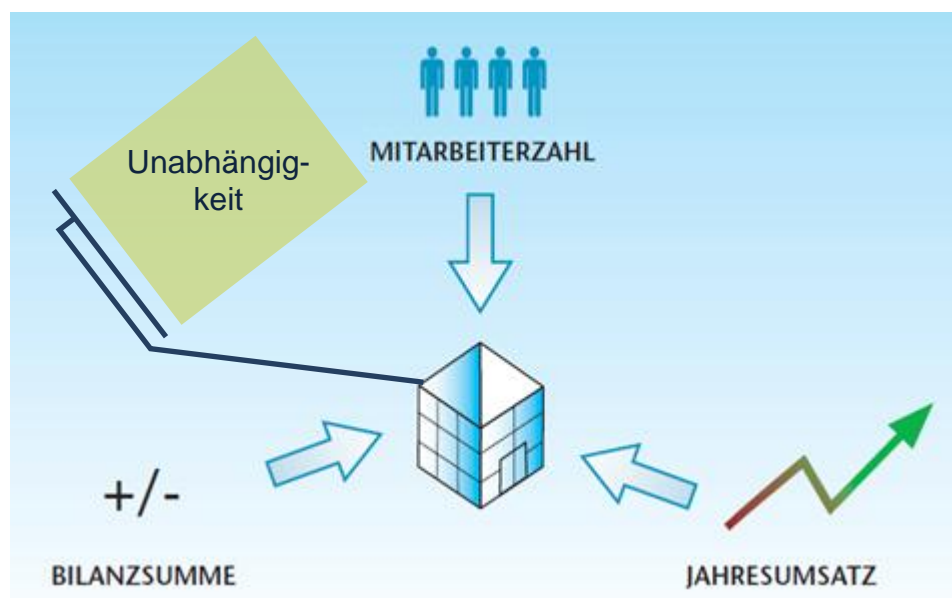 Unabhängig-
keit
MITARBEITERZAHL
+/-
BILANZSUMME
JAHRESUMSATZ